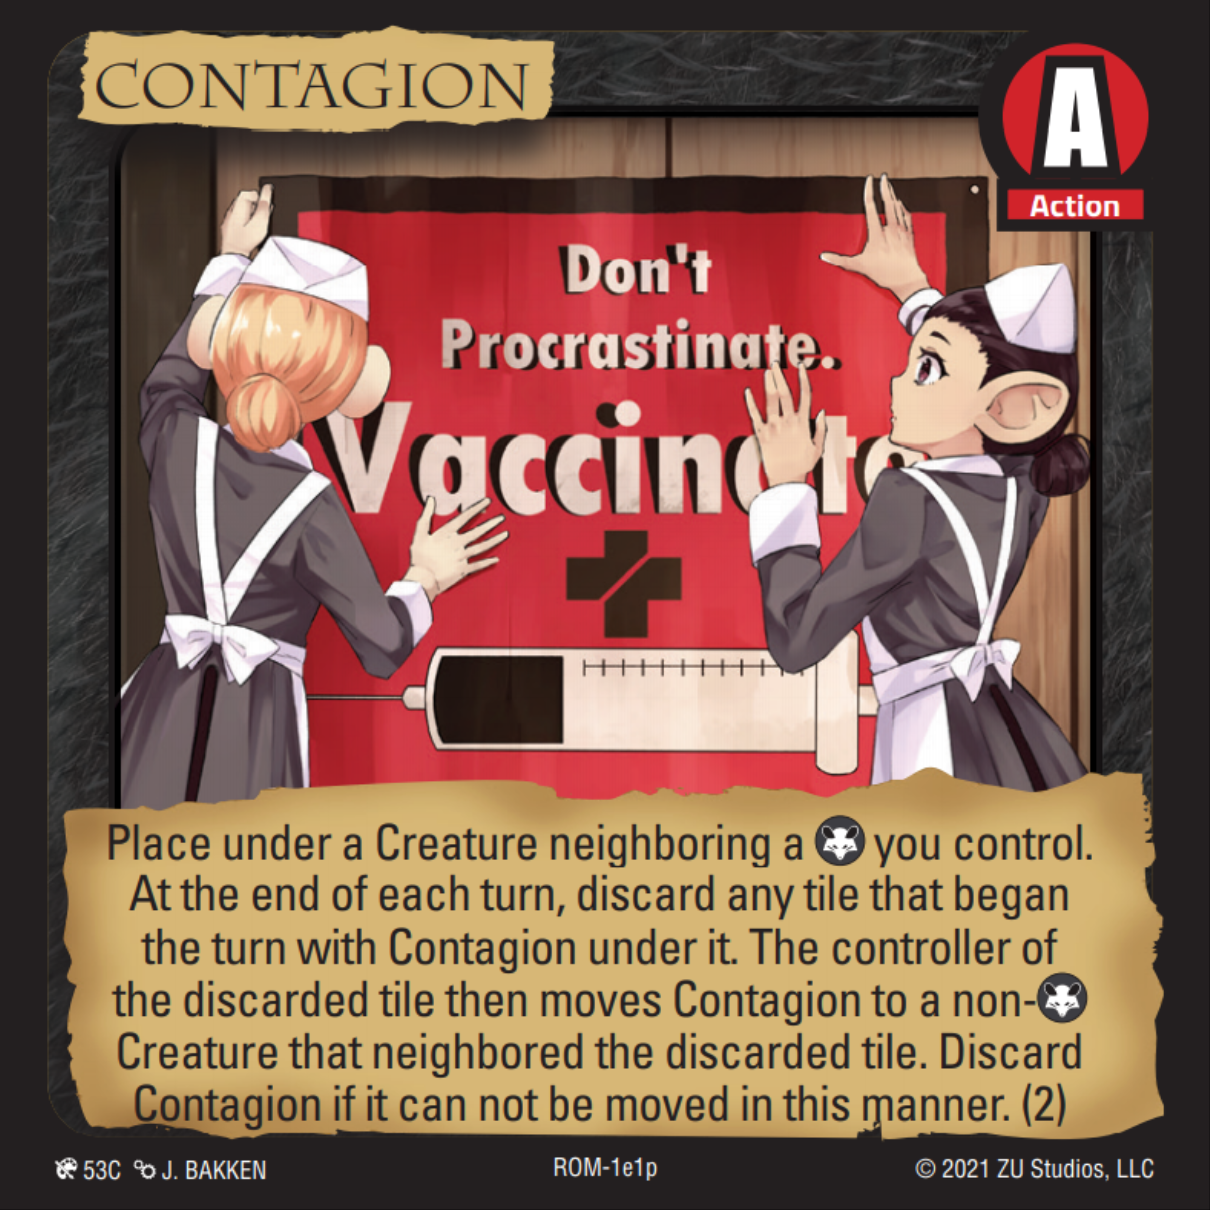 CONTAGION
A
Action
Don't
Procrastinate.
Vaccinate
Place under a Creature neighboring a you control.
At the end of each turn, discard any tile that began
the turn with Contagion under it. The controller of
the discarded tile then moves Contagion to a non-
Creature that neighbored the discarded tile. Discard
Contagion if it can not be moved in this manner. (2)
53C J. BAKKEN
ROM-1e1p
© 2021 ZU Studios, LLC